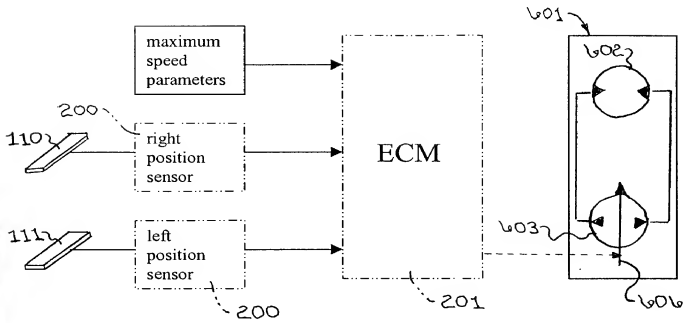 maximum
speed
parameters
601
602
200
110
right
position
sensor
ECM
111
left
position
sensor
603
200
201
606